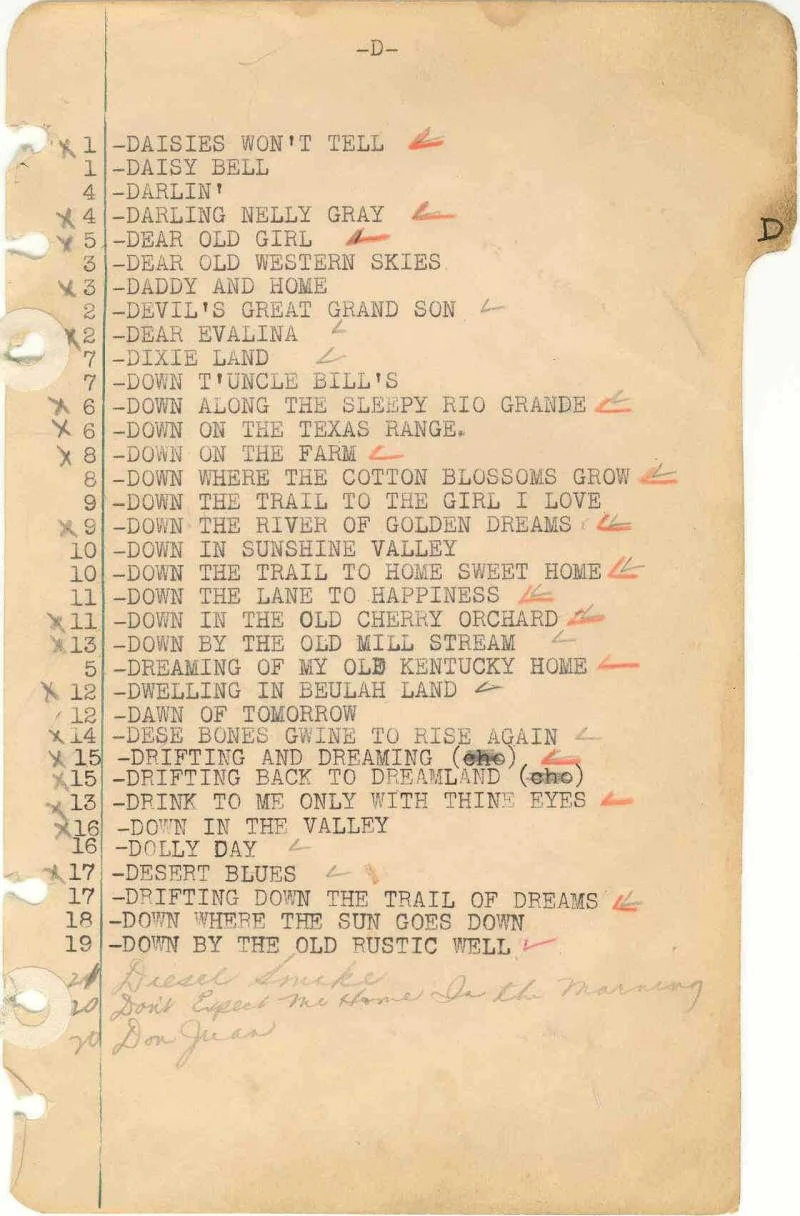 -D-
x 1 -DAISIES WON'T TELL
1 -DAISY BELL
4 -DARLIN'
x 4 -DARLING NELLY GRAY
D
x 5 -DEAR OLD GIRL
3 -DEAR OLD WESTERN SKIES
x 3 -DADDY AND HOME
2 -DEVIL'S GREAT GRAND SON
x 2 -DEAR EVALINA
7 -DIXIE LAND
7 -DOWN T'UNCLE BILL'S
x 6 -DOWN ALONG THE SLEEPY RIO GRANDE
x 6 -DOWN ON THE TEXAS RANGE.
x 8 -DOWN ON THE FARM
8 -DOWN WHERE THE COTTON BLOSSOMS GROW
9 -DOWN THE TRAIL TO THE GIRL I LOVE
x 9 -DOWN THE RIVER OF GOLDEN DREAMS
10 -DOWN IN SUNSHINE VALLEY
10 -DOWN THE TRAIL TO HOME SWEET HOME
11 -DOWN THE LANE TO HAPPINESS
x 11 -DOWN IN THE OLD CHERRY ORCHARD
x 13 -DOWN BY THE OLD MILL STREAM
5 -DREAMING OF MY OLD KENTUCKY HOME
x 12 -DWELLING IN BEULAH LAND
12 -DAWN OF TOMORROW
x 14 -DESE BONES GWINE TO RISE AGAIN
x 15 -DRIFTING AND DREAMING (cho)
x 15 -DRIFTING BACK TO DREAMLAND (cho)
x 13 -DRINK TO ME ONLY WITH THINE EYES
x 16 -DOWN IN THE VALLEY
16 -DOLLY DAY
x 17 -DESERT BLUES
17 -DRIFTING DOWN THE TRAIL OF DREAMS
18 -DOWN WHERE THE SUN GOES DOWN
19 -DOWN BY THE OLD RUSTIC WELL
21 Diesel Smoke
20 Don't Expect Me Home In the Morning
20 Don Juan